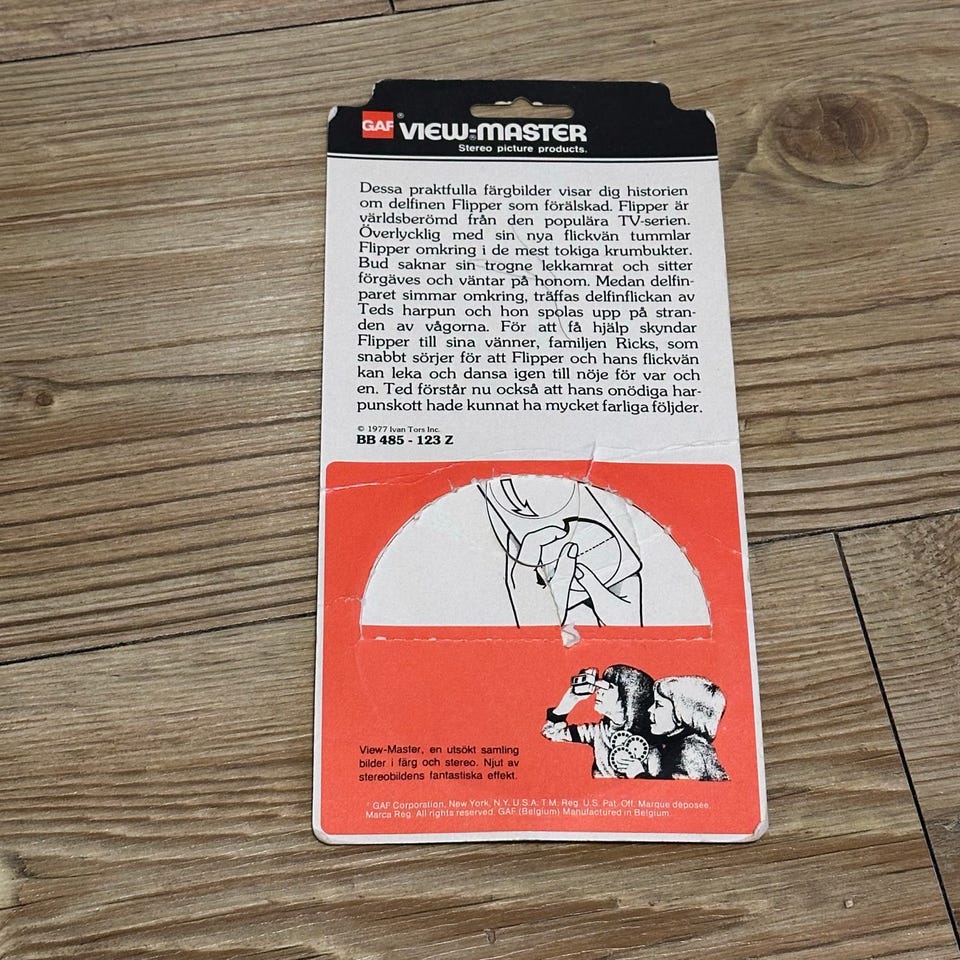 GAF® VIEW-MASTER
Stereo picture products.
Dessa praktfulla färgbilder visar dig historien
om delfinen Flipper som förälskad. Flipper är
världsberömd från den populära TV-serien.
Överlycklig med sin nya flickvän tummlar
Flipper omkring i de mest tokiga krumbukter.
Bud saknar sin trogne lekkamrat och sitter
förgäves och väntar på honom. Medan delfin-
paret simmar omkring, träffas delfinflickan av
Teds harpun och hon spolas upp på stran-
den av vågorna. För att få hjälp skyndar
Flipper till sina vänner, familjen Ricks, som
snabbt sörjer för att Flipper och hans flickvän
kan leka och dansa igen till nöje för var och
en. Ted förstår nu också att hans onödiga har-
punskott hade kunnat ha mycket farliga följder.
© 1977 Ivan Tors Inc.
BB 485 - 123 Z
View-Master, en utsökt samling
bilder i färg och stereo. Njut av
stereobildens fantastiska effekt.
GAF Corporation, New York, N.Y. U.S.A. T.M. Reg. U.S. Pat. Off. Marque déposée.
Marca Reg. All rights reserved. GAF (Belgium) Manufactured in Belgium.